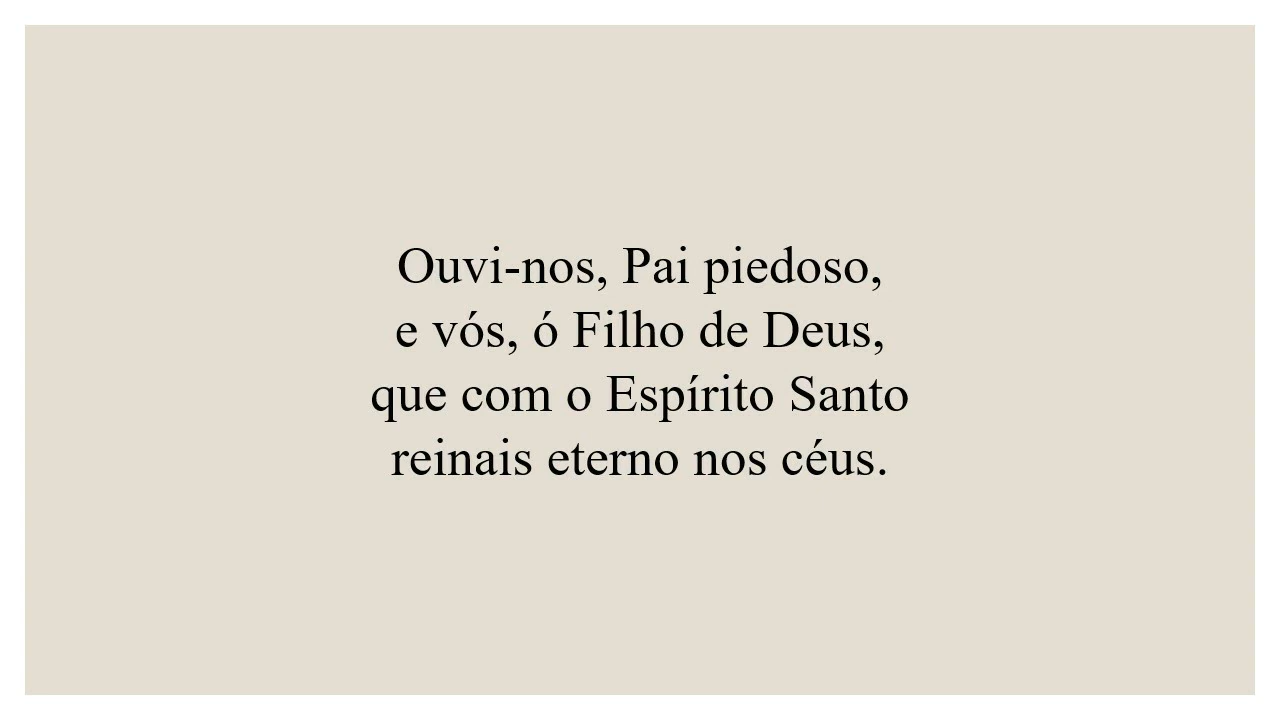 Ouvi-nos, Pai piedoso,
e vós, ó Filho de Deus,
que com o Espírito Santo
reinais eterno nos céus.